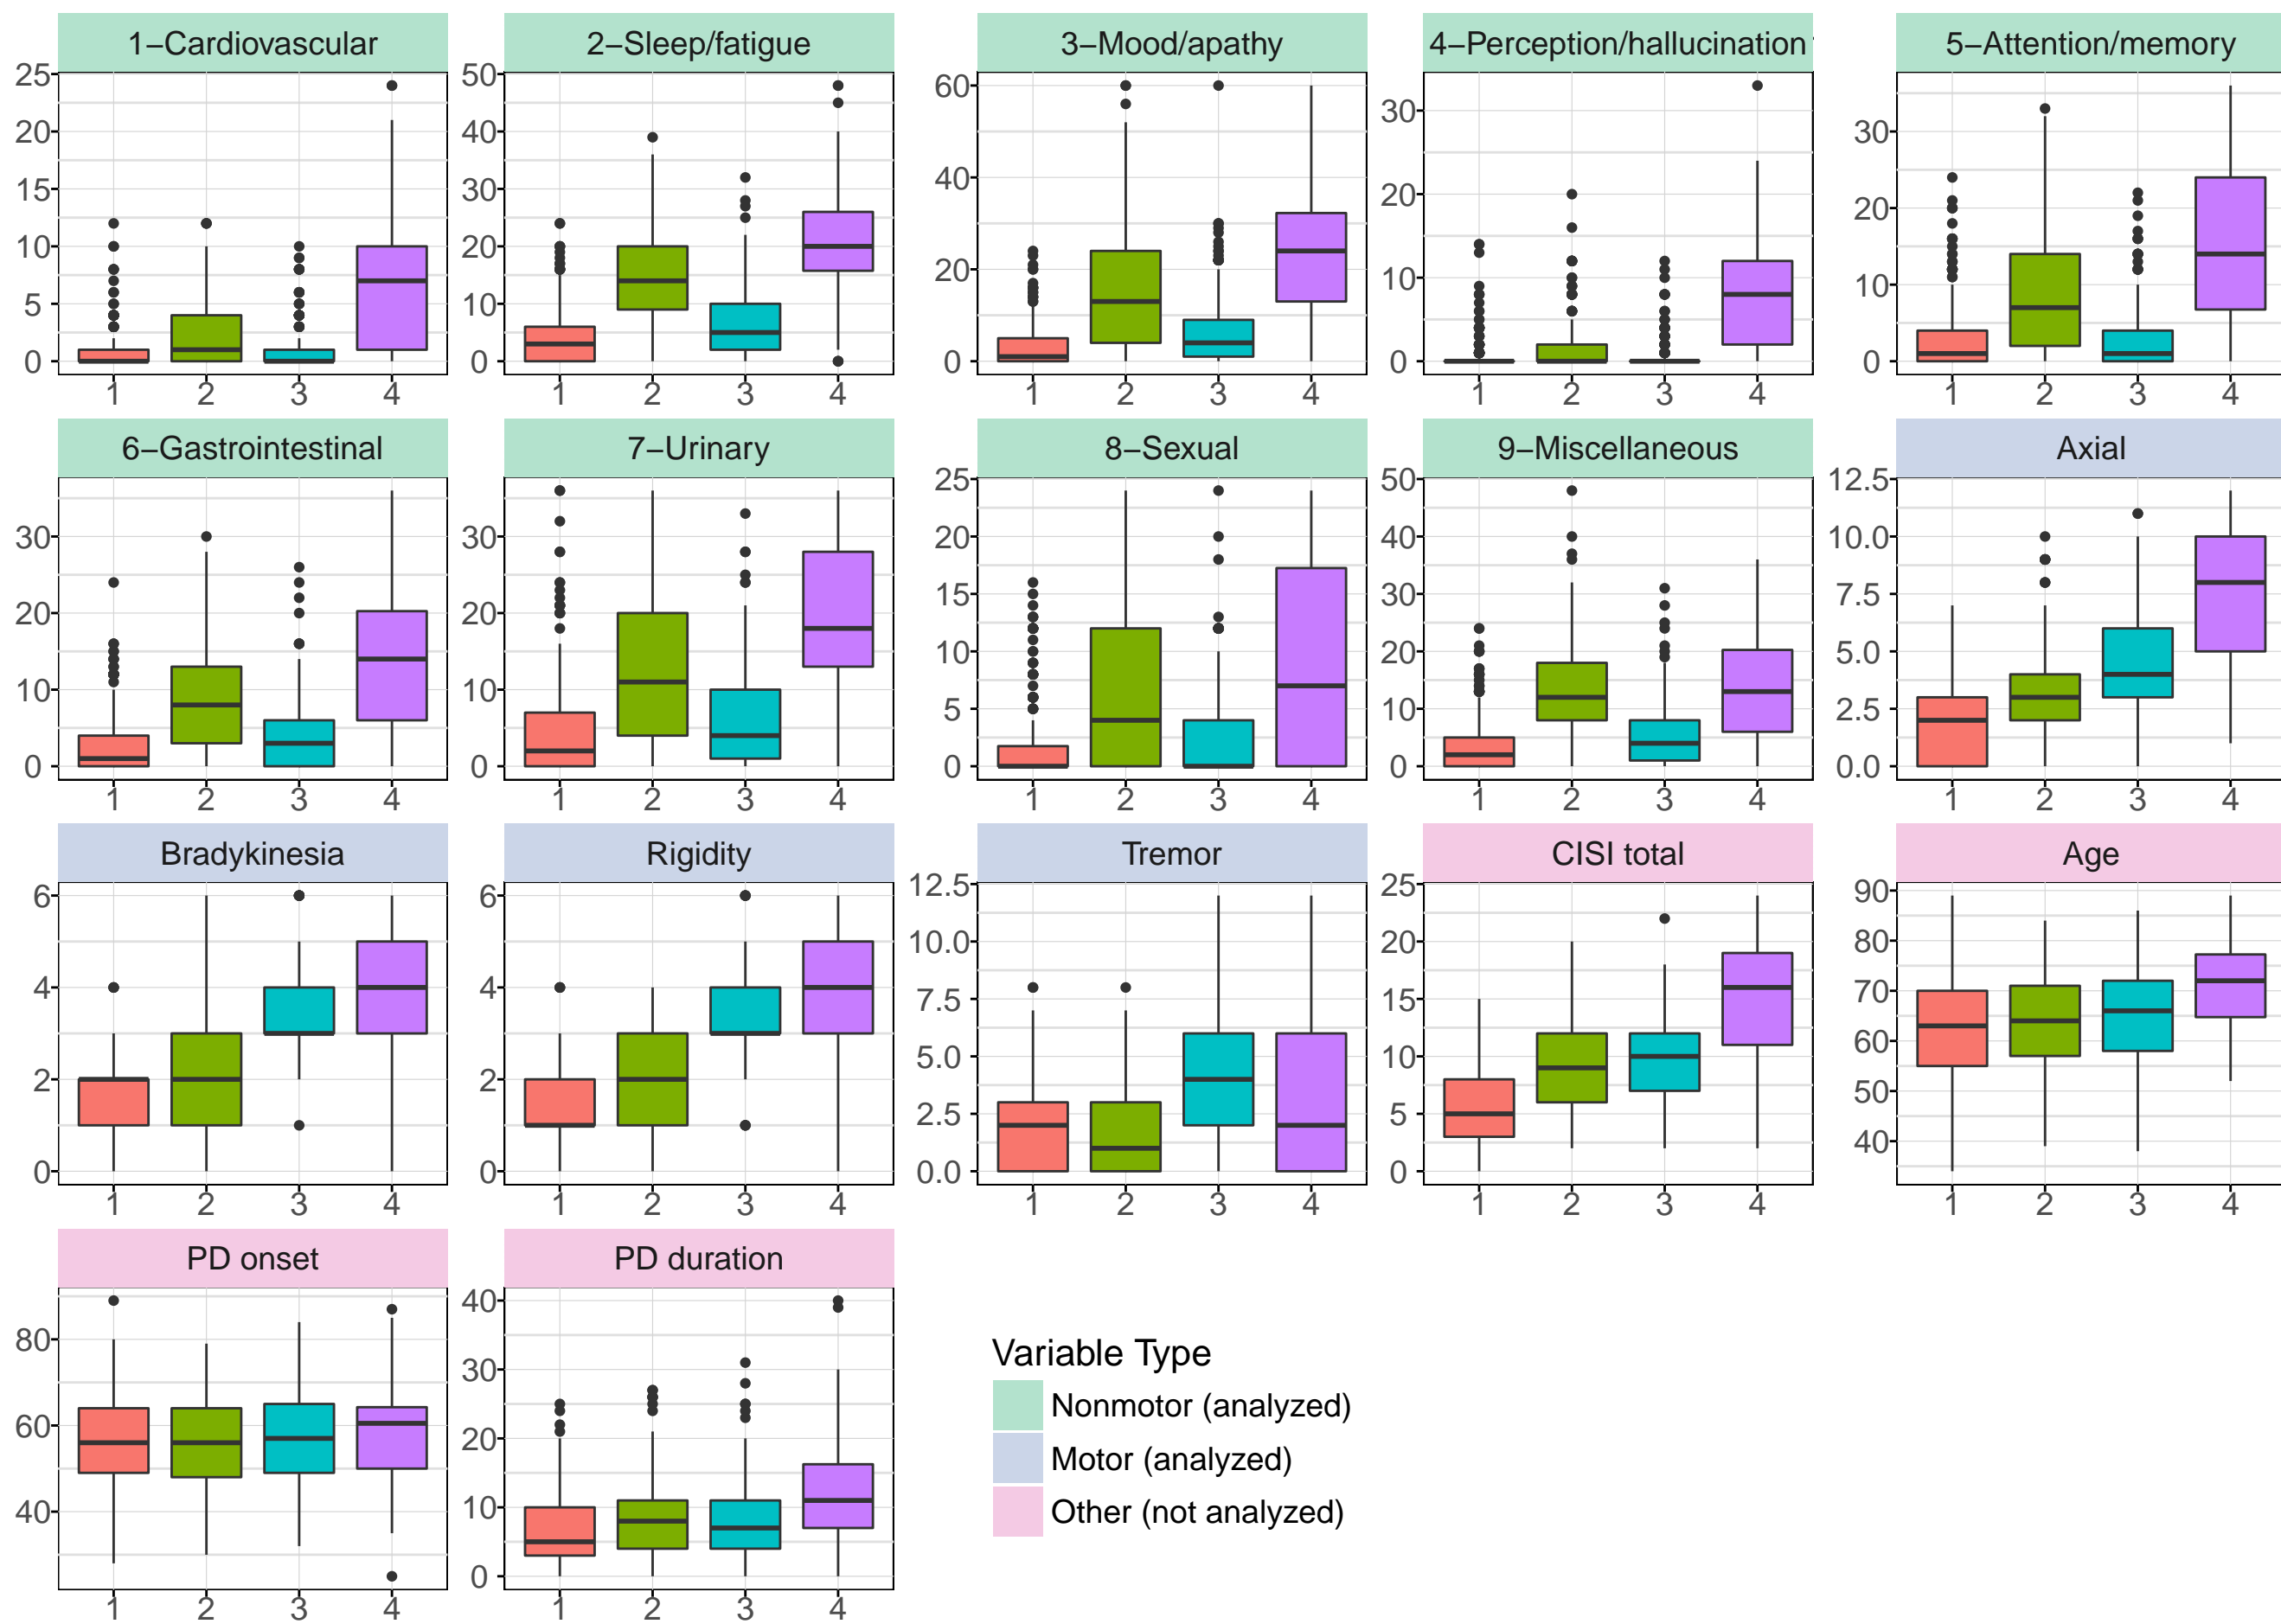 1−Cardiovascular
2−Sleep/fatigue
3−Mood/apathy
4−Perception/hallucination
5−Attention/memory
25
20
15
10
5
0
1 2 3 4
50
40
30
20
10
0
1 2 3 4
60
40
20
0
1 2 3 4
30
20
10
0
1 2 3 4
30
20
10
0
1 2 3 4
6−Gastrointestinal
7−Urinary
8−Sexual
9−Miscellaneous
Axial
30
20
10
0
1 2 3 4
30
20
10
0
1 2 3 4
25
20
15
10
5
0
1 2 3 4
50
40
30
20
10
0
1 2 3 4
12.5
10.0
7.5
5.0
2.5
0.0
1 2 3 4
Bradykinesia
Rigidity
Tremor
CISI total
Age
6
4
2
0
1 2 3 4
6
4
2
0
1 2 3 4
12.5
10.0
7.5
5.0
2.5
0.0
1 2 3 4
25
20
15
10
5
0
1 2 3 4
90
80
70
60
50
40
1 2 3 4
PD onset
PD duration
80
60
40
1 2 3 4
40
30
20
10
0
1 2 3 4
Variable Type
Nonmotor (analyzed)
Motor (analyzed)
Other (not analyzed)